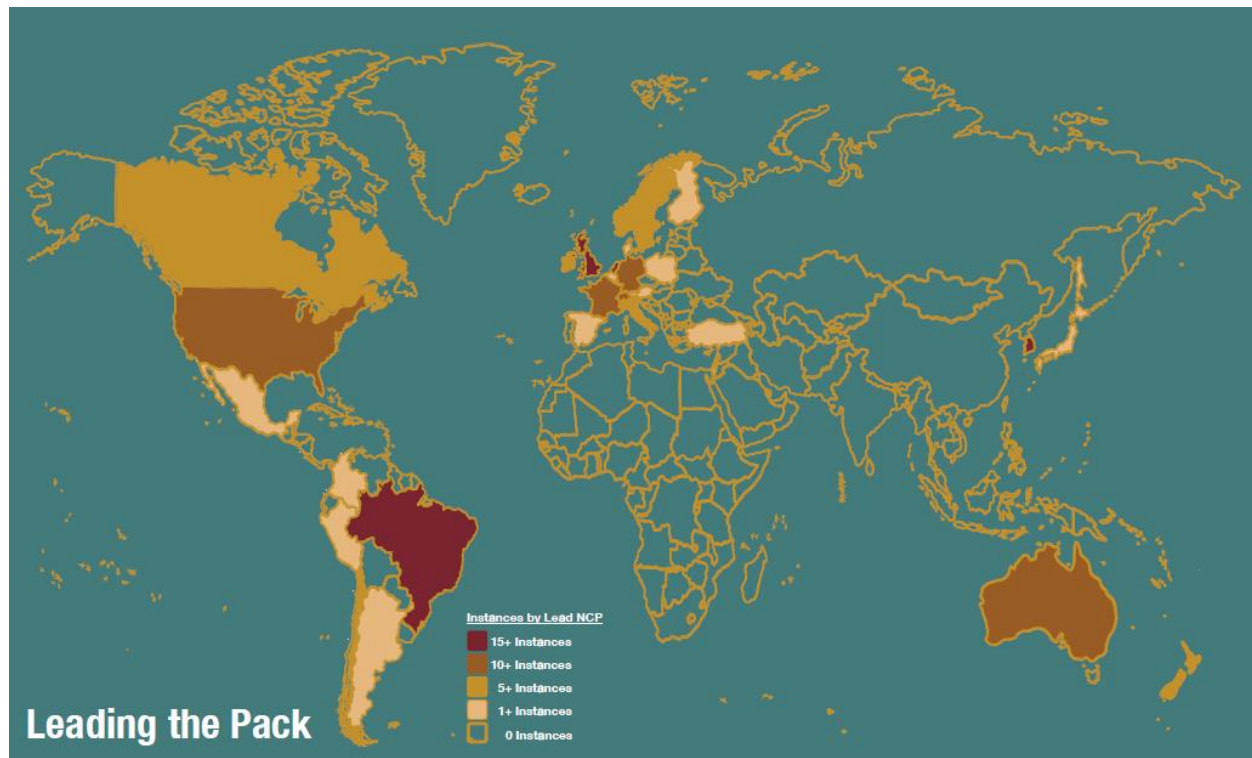 Instances by Lead NCP
15+ Instances
10+ Instances
5+ Instances
1+ Instances
0 Instances
Leading the Pack